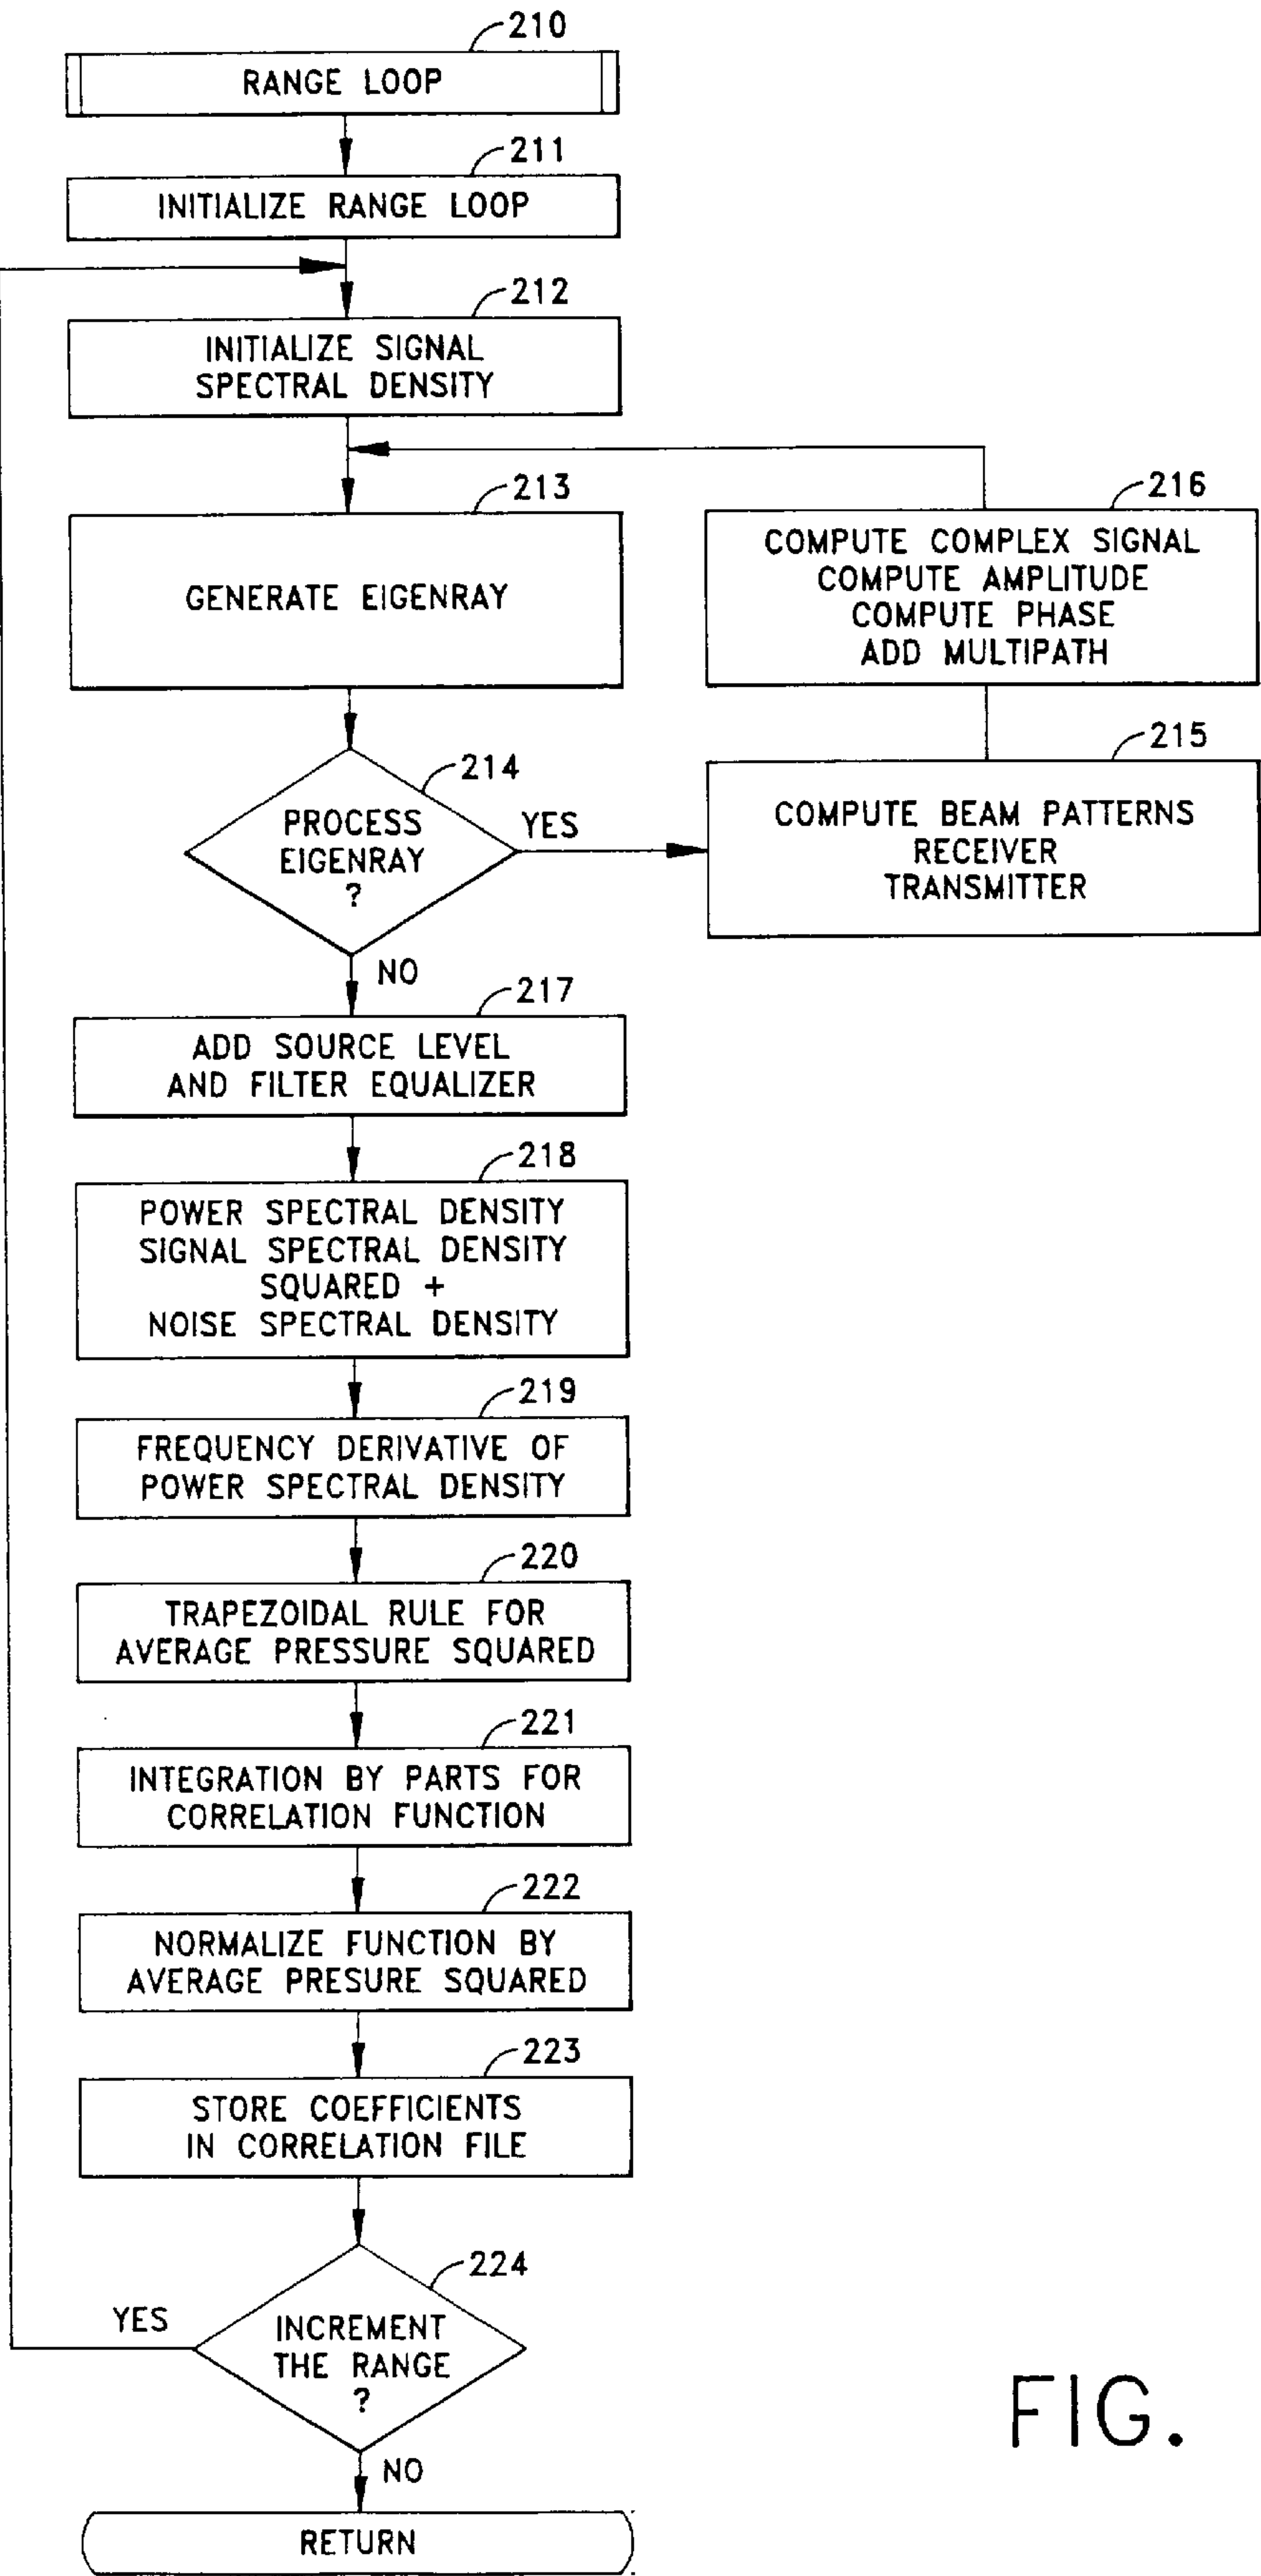 210
RANGE LOOP
211
INITIALIZE RANGE LOOP
212
INITIALIZE SIGNAL
SPECTRAL DENSITY
213
GENERATE EIGENRAY
216
COMPUTE COMPLEX SIGNAL
COMPUTE AMPLITUDE
COMPUTE PHASE
ADD MULTIPATH
214
PROCESS
EIGENRAY
?
YES
215
COMPUTE BEAM PATTERNS
RECEIVER
TRANSMITTER
NO
217
ADD SOURCE LEVEL
AND FILTER EQUALIZER
218
POWER SPECTRAL DENSITY
SIGNAL SPECTRAL DENSITY
SQUARED +
NOISE SPECTRAL DENSITY
219
FREQUENCY DERIVATIVE OF
POWER SPECTRAL DENSITY
220
TRAPEZOIDAL RULE FOR
AVERAGE PRESSURE SQUARED
221
INTEGRATION BY PARTS FOR
CORRELATION FUNCTION
222
NORMALIZE FUNCTION BY
AVERAGE PRESURE SQUARED
223
STORE COEFFICIENTS
IN CORRELATION FILE
224
YES
INCREMENT
THE RANGE
?
NO
RETURN
FIG.